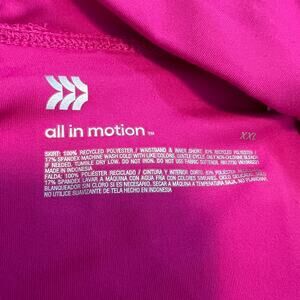 all in motion ™
XXL
SKIRT: 100% RECYCLED POLYESTER / WAISTBAND & INNER SHORT: 83% RECYCLED POLYESTER /
17% SPANDEX MACHINE WASH COLD WITH LIKE COLORS, GENTLE CYCLE ONLY NON-CHLORINE BLEACH
IF NEEDED, TUMBLE DRY LOW. DO NOT IRON. DO NOT USE FABRIC SOFTENER.
MADE IN INDONESIA
FALDA: 100% POLIÉSTER RECICLADO / CINTURA Y INTERIOR CORTO: 83% POLIÉSTER
17% SPANDEX LAVAR A MÁQUINA CON AGUA FRÍA CON COLORES SIMILARES, CICLO DELICADO.
BLANQUEADOR SIN CLORO SI ES NECESARIO. SECAR A MÁQUINA A TEMPERATURA BAJA. NO PLANCHAR.
NO UTILICE SUAVIZANTE DE TELA HECHO EN INDONESIA